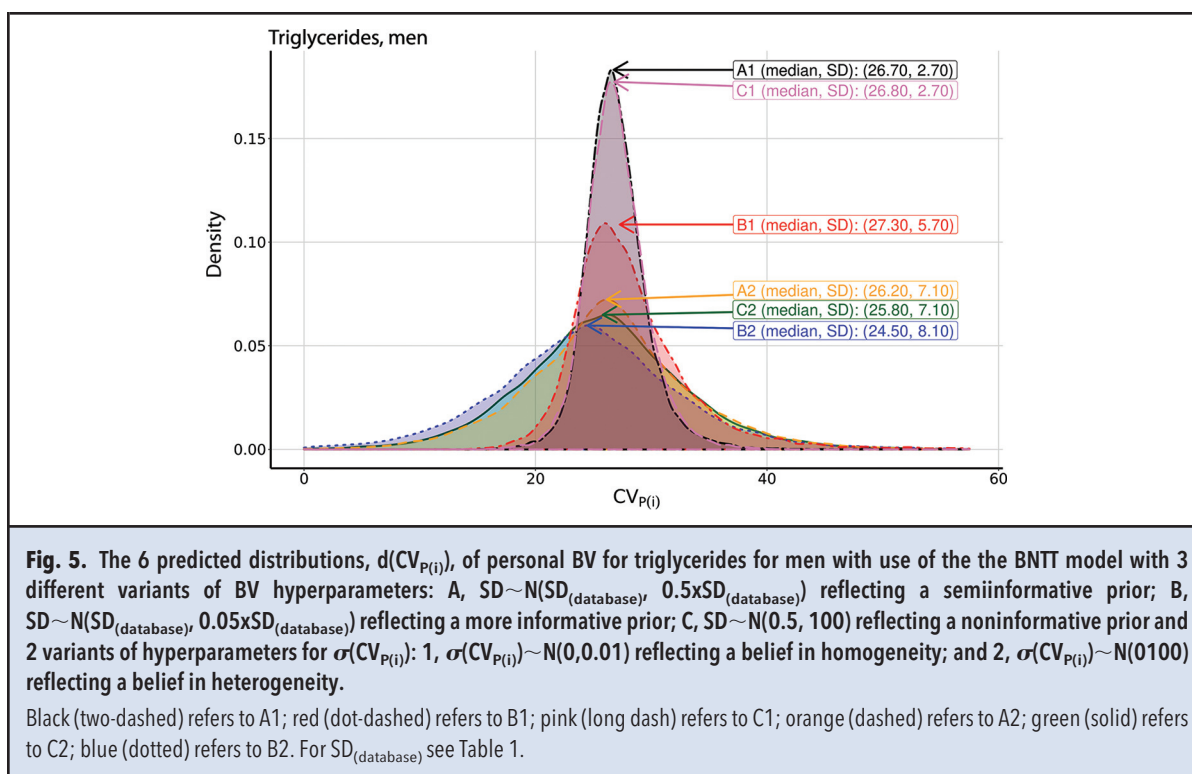 Triglycerides, men
A1 (median, SD): (26.70, 2.70)
C1 (median, SD): (26.80, 2.70)
0.15
B1 (median, SD): (27.30, 5.70)
0.10
Density
A2 (median, SD): (26.20, 7.10)
C2 (median, SD): (25.80, 7.10)
B2 (median, SD): (24.50, 8.10)
0.05
0.00
0 20 40 60
CVP(i)
Fig. 5. The 6 predicted distributions, d(CVP(i)), of personal BV for triglycerides for men with use of the the BNTT model with 3
different variants of BV hyperparameters: A, SD~N(SD(database), 0.5xSD(database)) reflecting a semiinformative prior; B,
SD~N(SD(database), 0.05xSD(database)) reflecting a more informative prior; C, SD~N(0.5, 100) reflecting a noninformative prior and
2 variants of hyperparameters for σ(CVP(i)): 1, σ(CVP(i))~N(0,0.01) reflecting a belief in homogeneity; and 2, σ(CVP(i))~N(0100)
reflecting a belief in heterogeneity.
Black (two-dashed) refers to A1; red (dot-dashed) refers to B1; pink (long dash) refers to C1; orange (dashed) refers to A2; green (solid) refers
to C2; blue (dotted) refers to B2. For SD(database) see Table 1.